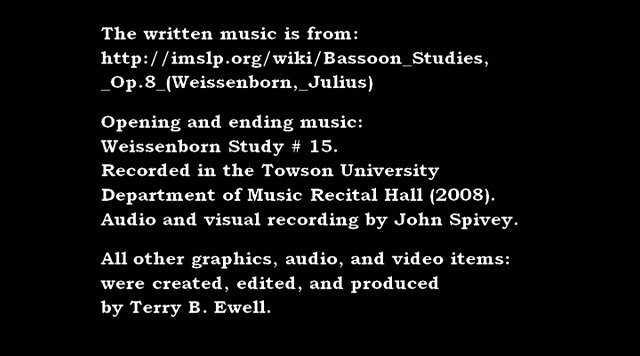 The written music is from:
http://imslp.org/wiki/Bassoon_Studies,
_Op.8_(Weissenborn,_Julius)
Opening and ending music:
Weissenborn Study # 15.
Recorded in the Towson University
Department of Music Recital Hall (2008).
Audio and visual recording by John Spivey.
All other graphics, audio, and video items:
were created, edited, and produced
by Terry B. Ewell.